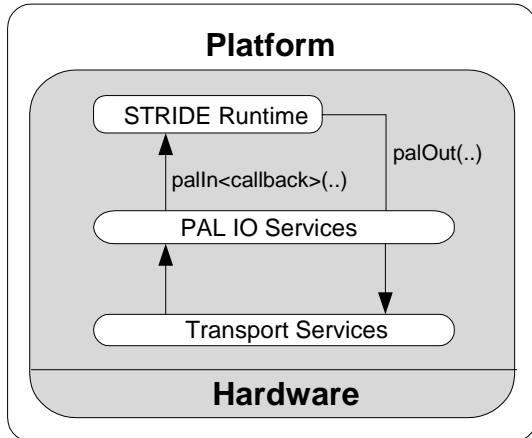 Platform
STRIDE Runtime
palOut(..)
palIn<callback>(..)
PAL IO Services
Transport Services
Hardware